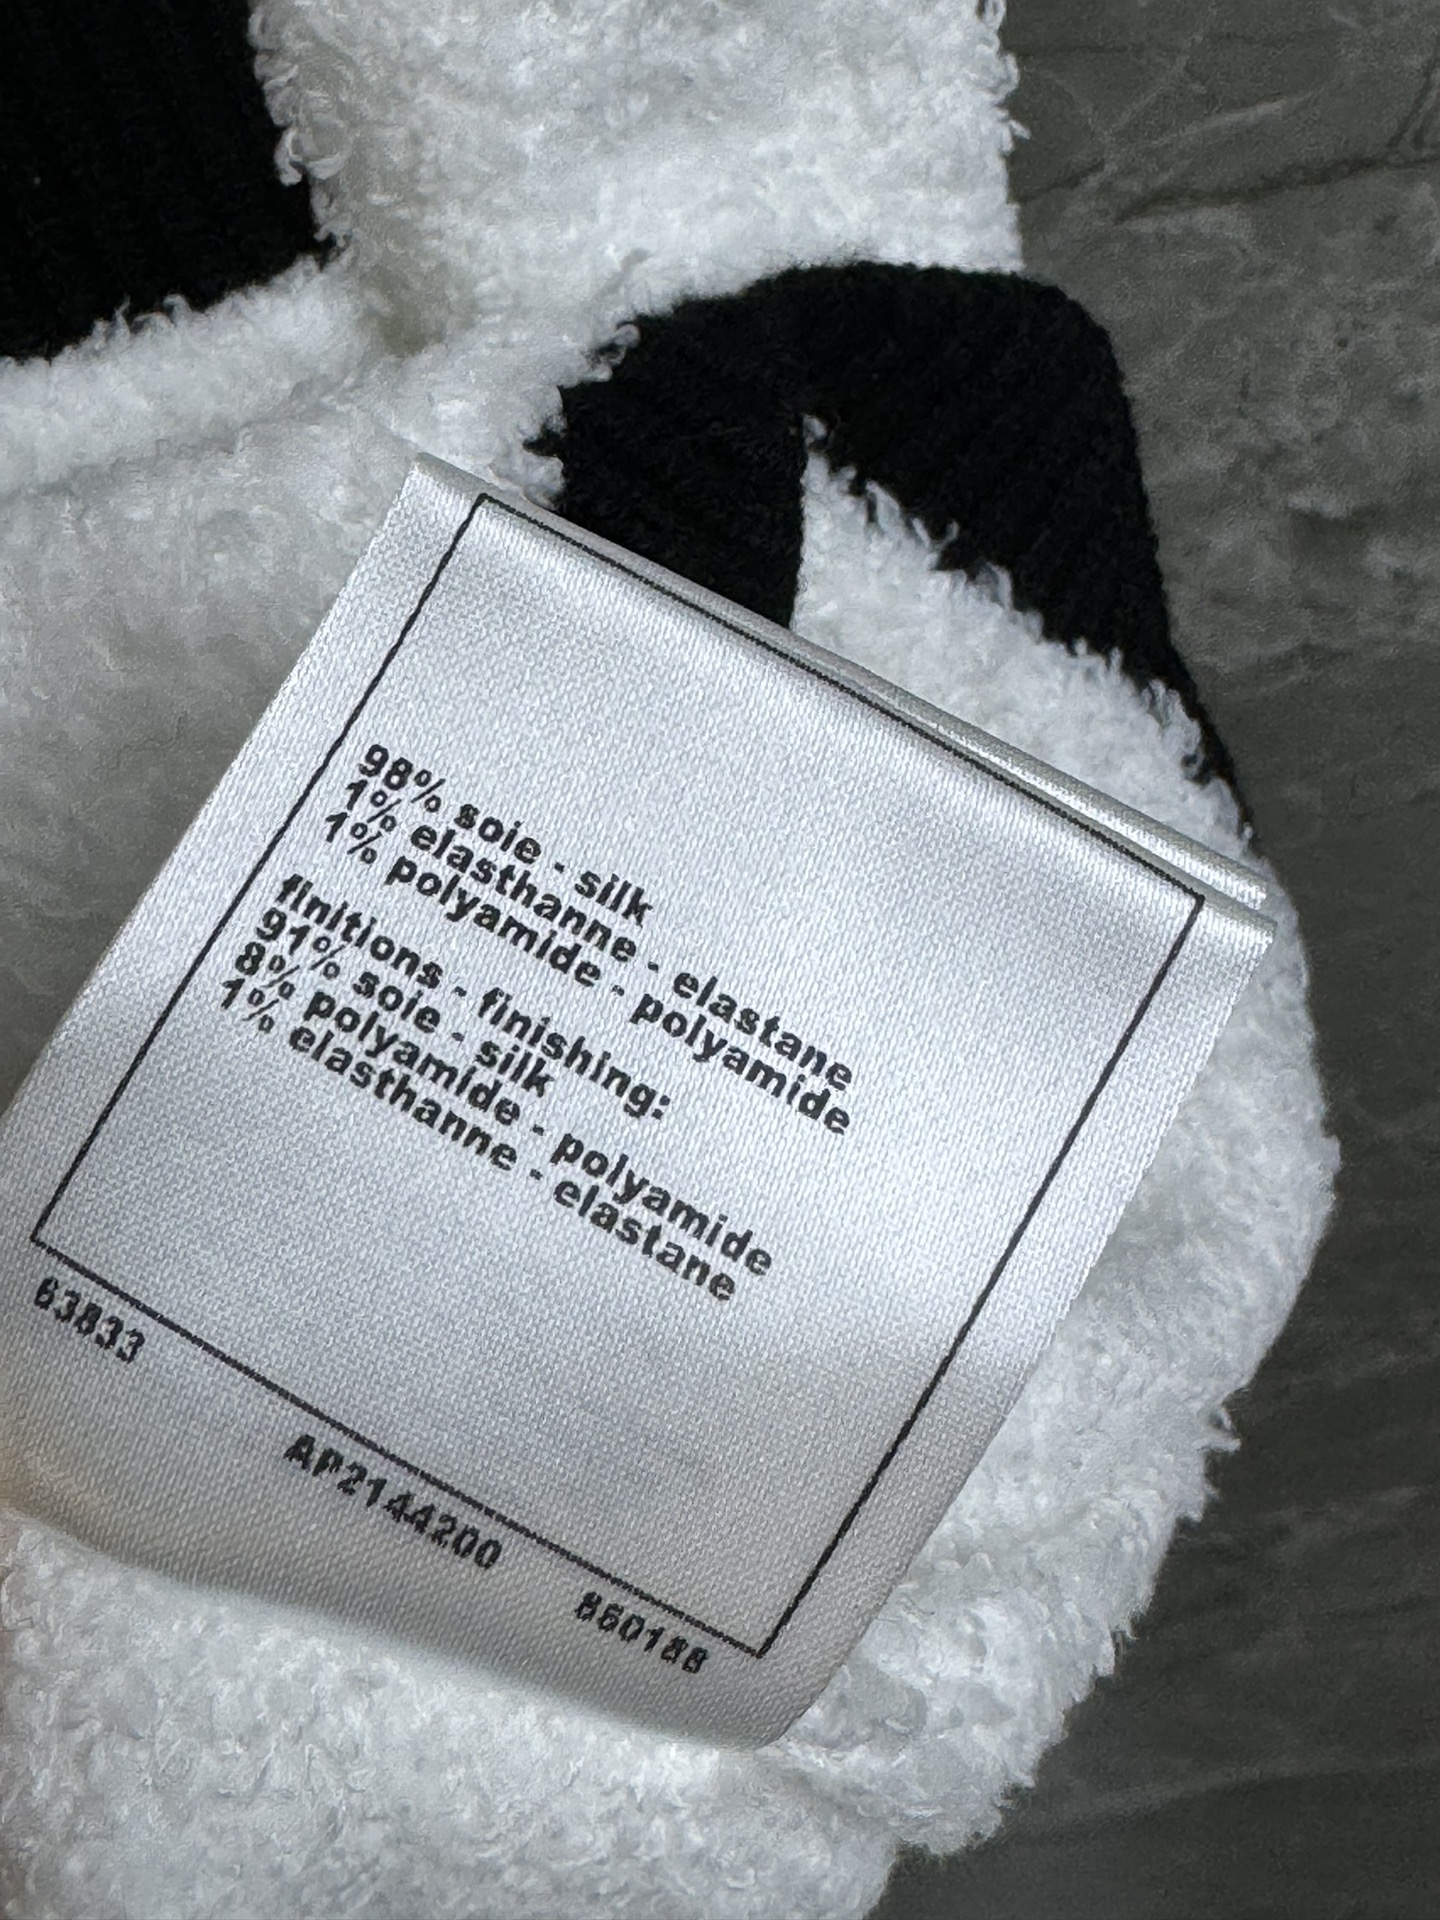 98% soie - silk
1% elasthanne - elastane
1% polyamide - polyamide
finitions - finishing:
91% soie - silk
8% polyamide - polyamide
1% elasthanne - elastane
63833
AP2144200
860188